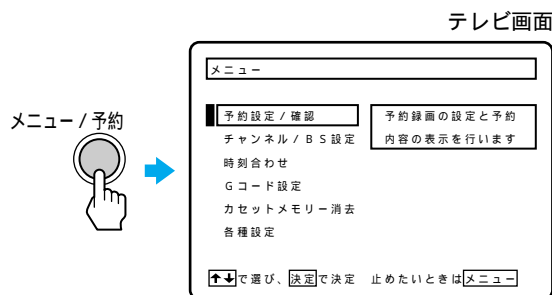 テレビ画面
メニュー / 予約
メニュー
予約設定 / 確認
チャンネル / BS設定
時刻合わせ
Gコード設定
カセットメモリー消去
各種設定
予約録画の設定と予約
内容の表示を行います
↑↓で選び、決定で決定 止めたいときはメニュー